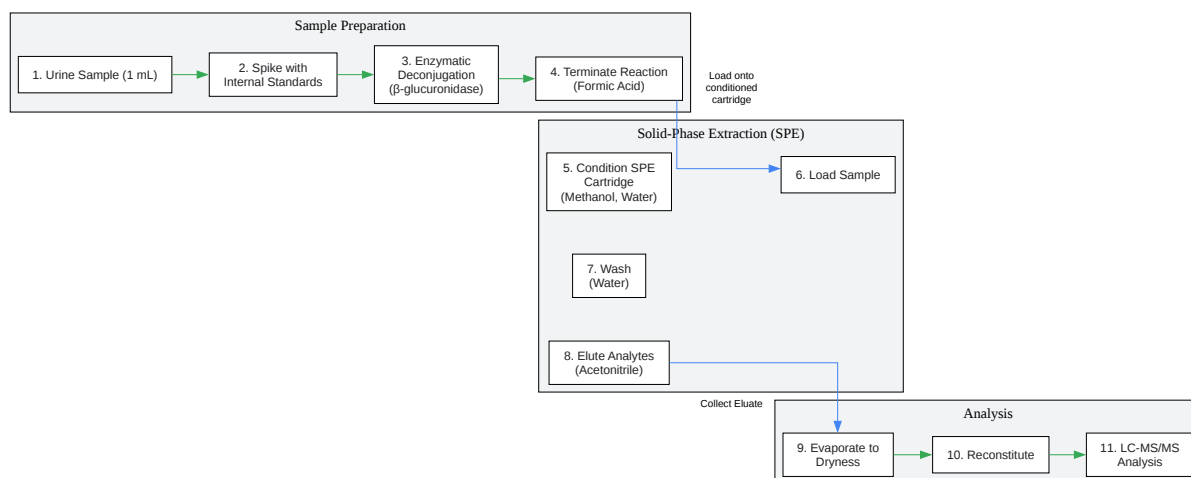 Sample Preparation
1. Urine Sample (1 mL)
2. Spike with
Internal Standards
3. Enzymatic
Deconjugation
(β-glucuronidase)
4. Terminate Reaction
(Formic Acid)
Load onto
conditioned
cartridge
Solid-Phase Extraction (SPE)
5. Condition SPE
Cartridge
(Methanol, Water)
6. Load Sample
7. Wash
(Water)
8. Elute Analytes
(Acetonitrile)
Collect Eluate
Analysis
9. Evaporate to
Dryness
10. Reconstitute
11. LC-MS/MS
Analysis